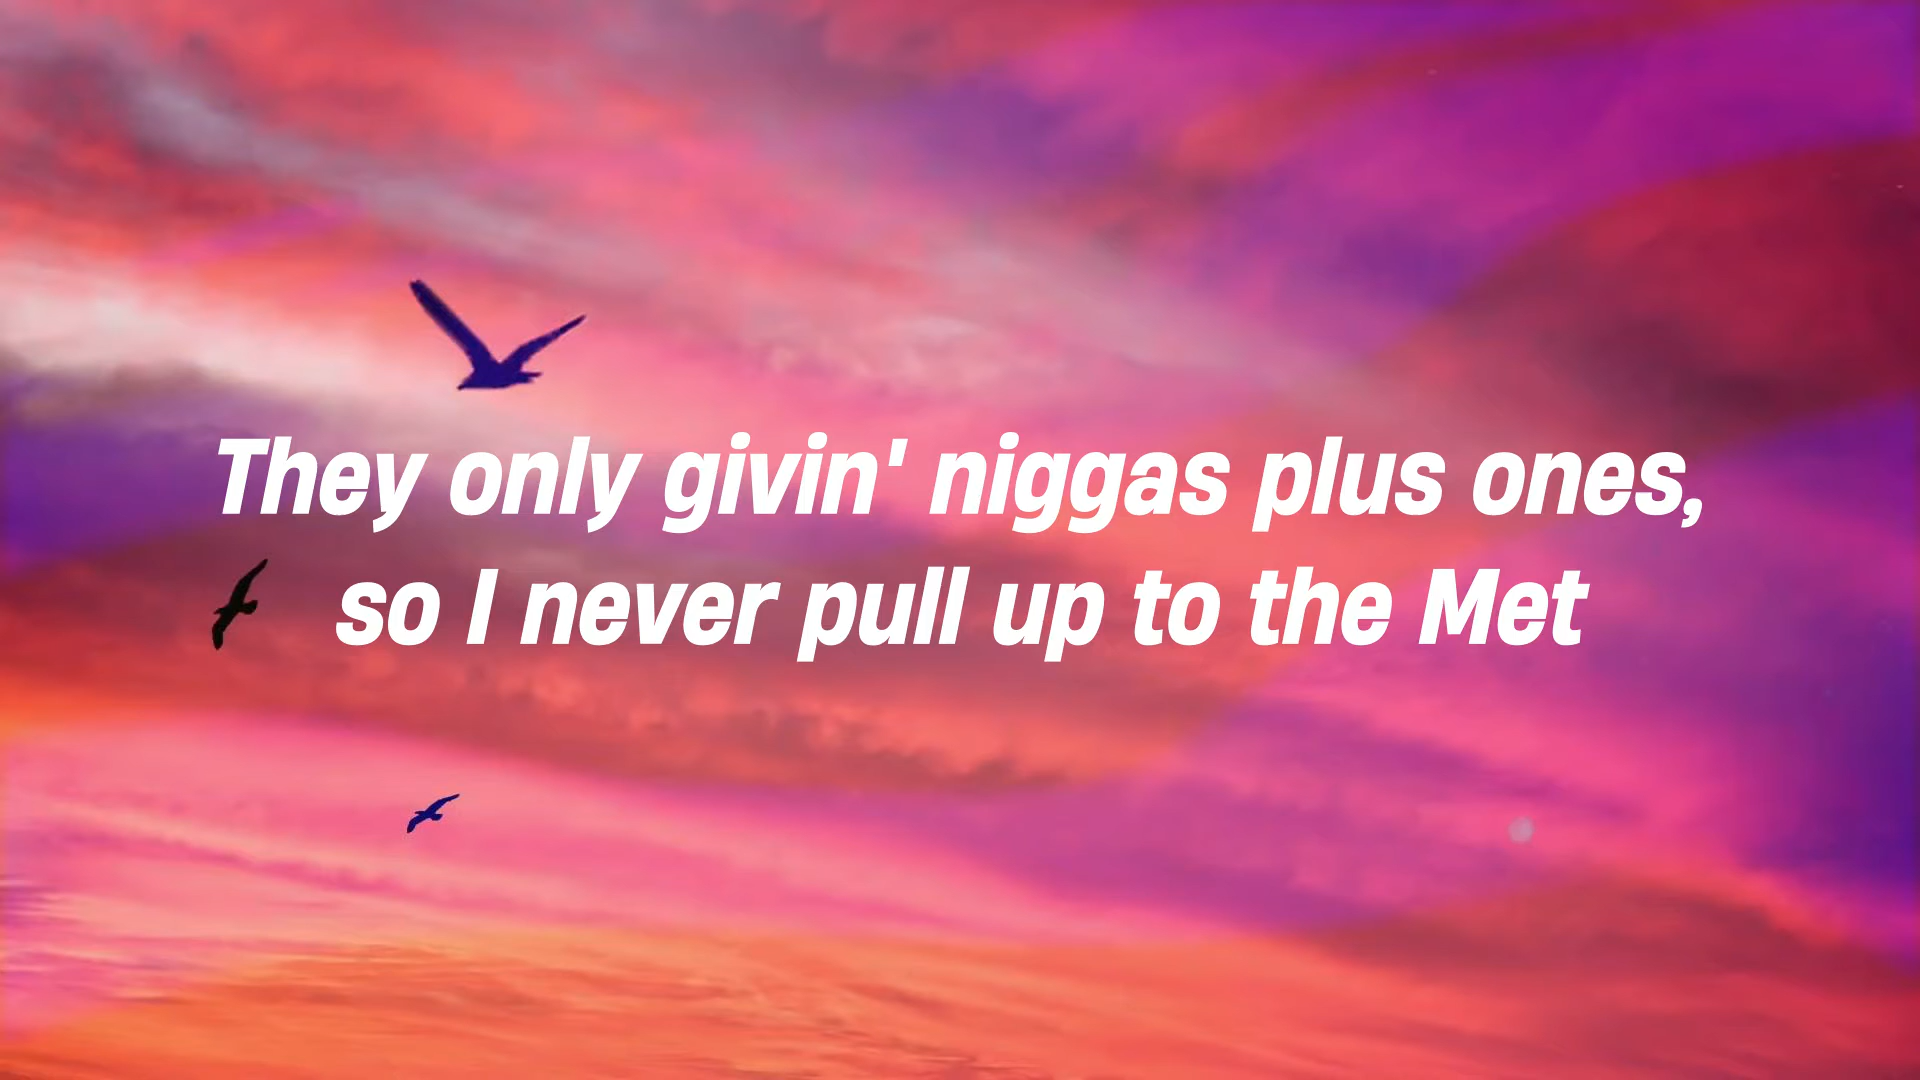 They only givin' niggas plus ones,
so I never pull up to the Met